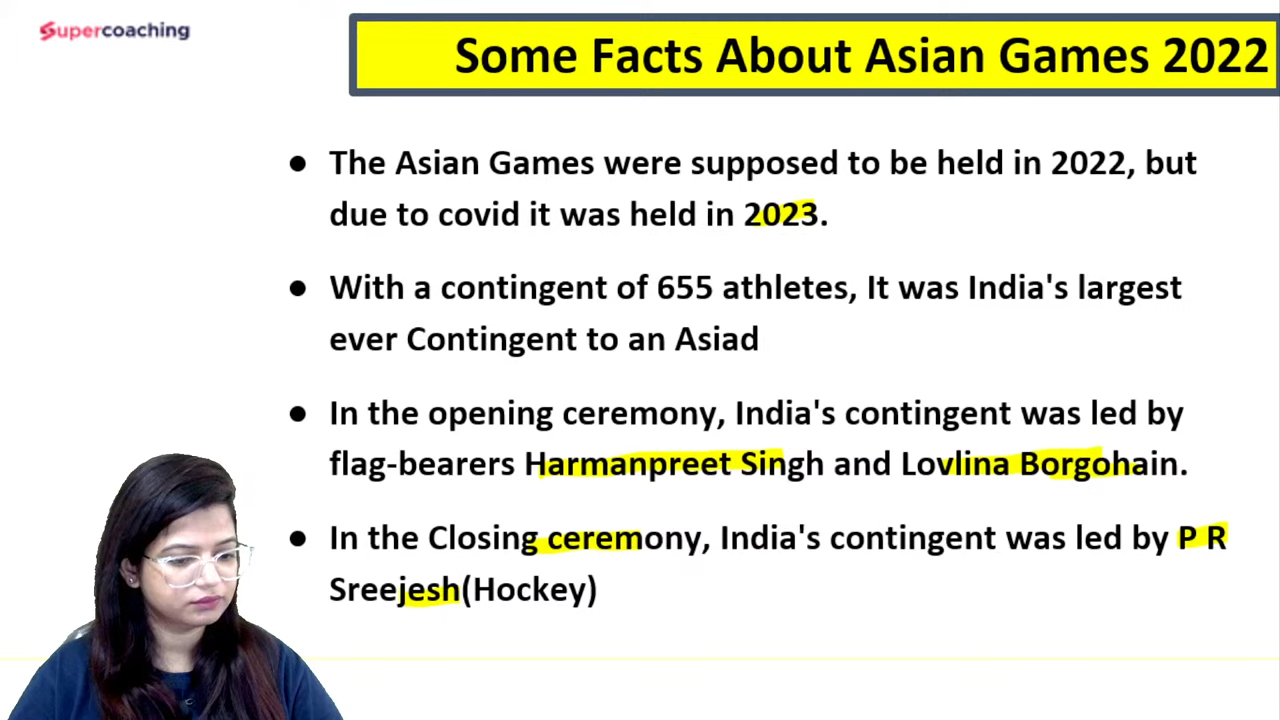 Supercoaching
Some Facts About Asian Games 2022
● The Asian Games were supposed to be held in 2022, but
due to covid it was held in 2023.
● With a contingent of 655 athletes, It was India's largest
ever Contingent to an Asiad
● In the opening ceremony, India's contingent was led by
flag-bearers Harmanpreet Singh and Lovlina Borgohain.
● In the Closing ceremony, India's contingent was led by P R
Sreejesh(Hockey)